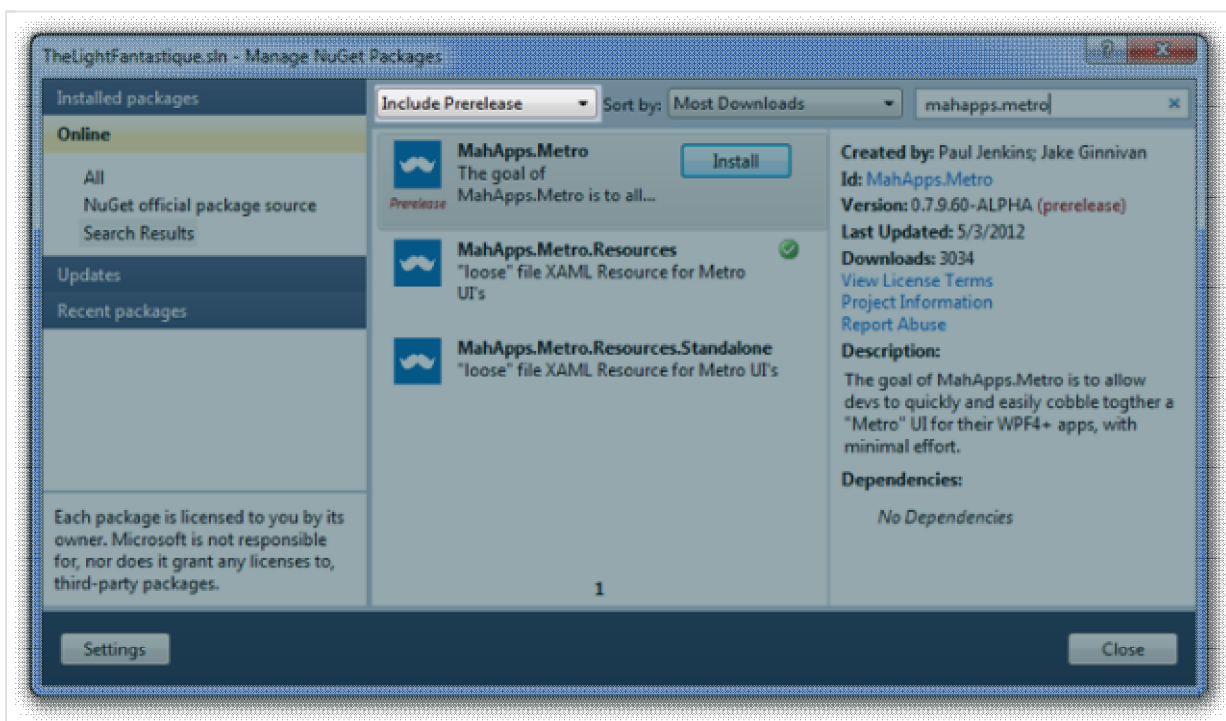 TheLightFantastique.sln - Manage NuGet Packages
Installed packages
Online
All
NuGet official package source
Search Results
Updates
Recent packages
Each package is licensed to you by its
owner. Microsoft is not responsible
for, nor does it grant any licenses to,
third-party packages.
Settings
Include Prerelease
Sort by: Most Downloads
mahapps.metro
MahApps.Metro
The goal of
MahApps.Metro is to all...
Prerelease
Install
MahApps.Metro.Resources
"loose" file XAML Resource for Metro
UI's
MahApps.Metro.Resources.Standalone
"loose" file XAML Resource for Metro UI's
1
Created by: Paul Jenkins; Jake Ginnivan
Id: MahApps.Metro
Version: 0.7.9.60-ALPHA (prerelease)
Last Updated: 5/3/2012
Downloads: 3034
View License Terms
Project Information
Report Abuse
Description:
The goal of MahApps.Metro is to allow
devs to quickly and easily cobble togther a
"Metro" UI for their WPF4+ apps, with
minimal effort.
Dependencies:
No Dependencies
Close